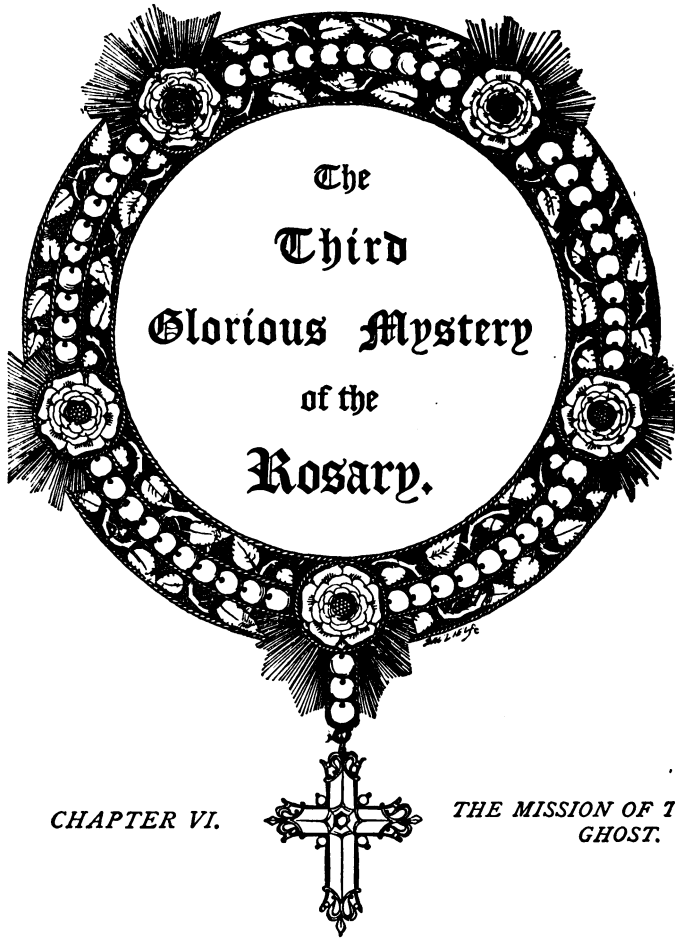 The
Third
Glorious Mystery
of the
Rosary.
CHAPTER VI.
THE MISSION OF T
GHOST.